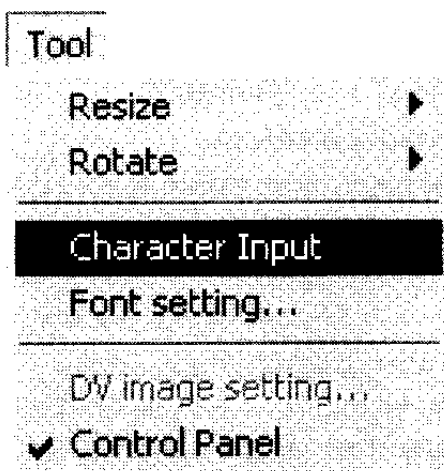 Tool
Resize
Rotate
Character Input
Font setting...
DV image setting...
Control Panel